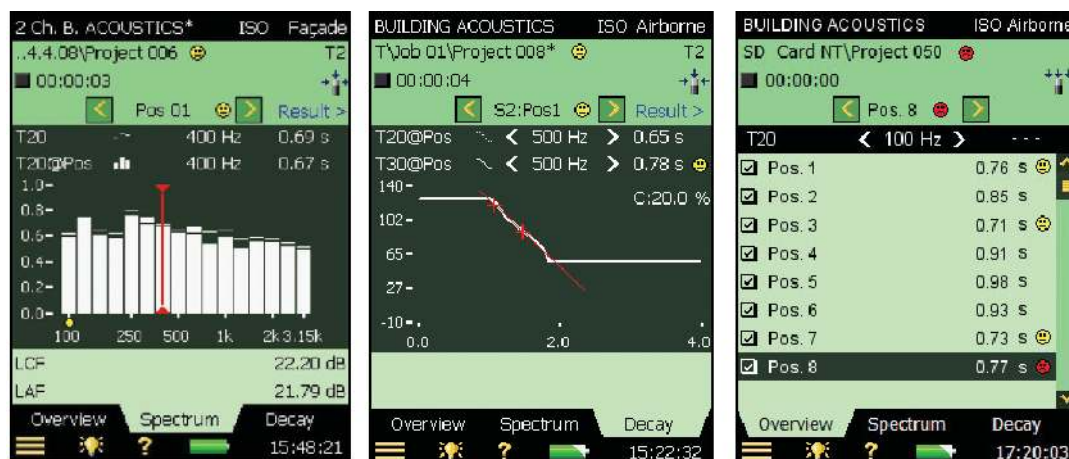 2 Ch. B. ACOUSTICS* ISO Façade
..4.4.08\Project 006 T2
00:00:03
< Pos 01 > Result >
T20 400 Hz 0.69 s
T20@Pos 400 Hz 0.67 s
1.0-
0.8-
0.6-
0.4-
0.2-
0.0-
100 250 500 1k 2k 3.15k
LCF 22.20 dB
LAF 21.79 dB
Overview Spectrum Decay
? 15:48:21
BUILDING ACOUSTICS ISO Airborne
T\Job 01\Project 008* T2
00:00:04
< S2:Pos1 > Result >
T20@Pos < 500 Hz > 0.65 s
T30@Pos < 500 Hz > 0.78 s
140-
C:20.0 %
102-
65-
27-
-10-
0.0 2.0 4.0
Overview Spectrum Decay
? 15:22:32
BUILDING ACOUSTICS ISO Airborne
SD Card NT\Project 050
00:00:00
< Pos. 8 >
T20 < 100 Hz > ---
Pos. 1 0.76 s
Pos. 2 0.85 s
Pos. 3 0.71 s
Pos. 4 0.91 s
Pos. 5 0.98 s
Pos. 6 0.93 s
Pos. 7 0.73 s
Pos. 8 0.77 s
Overview Spectrum Decay
? 17:20:03